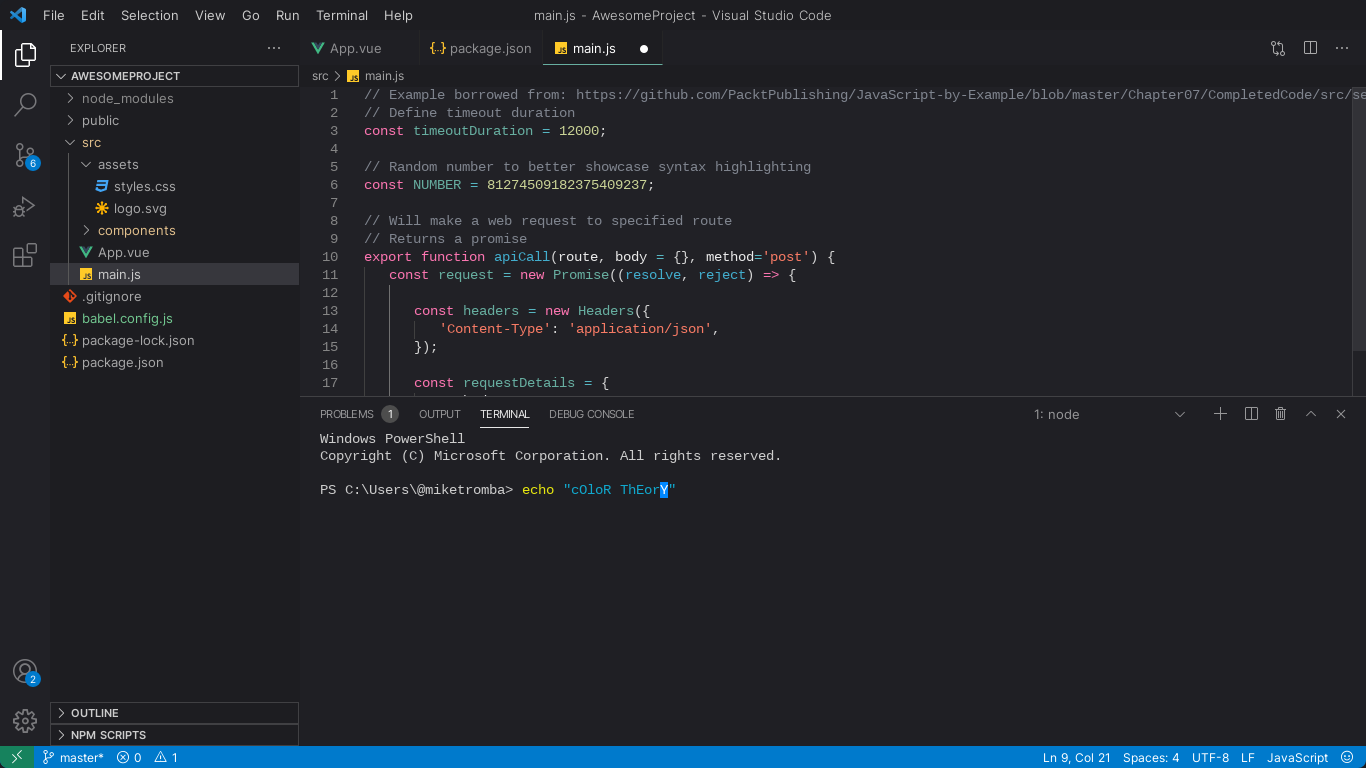 File Edit Selection View Go Run Terminal Help
main.js - AwesomeProject - Visual Studio Code
EXPLORER
AWESOMEPROJECT
node_modules
public
src
assets
styles.css
logo.svg
components
App.vue
main.js
.gitignore
babel.config.js
package-lock.json
package.json
OUTLINE
NPM SCRIPTS
6
2
App.vue {..} package.json JS main.js
src JS main.js
1 // Example borrowed from: https://github.com/PacktPublishing/JavaScript-by-Example/blob/master/Chapter07/CompletedCode/src/se
2 // Define timeout duration
3 const timeoutDuration = 12000;
4
5 // Random number to better showcase syntax highlighting
6 const NUMBER = 81274509182375409237;
7
8 // Will make a web request to specified route
9 // Returns a promise
10 export function apiCall(route, body = {}, method='post') {
11 const request = new Promise((resolve, reject) => {
12
13 const headers = new Headers({
14 'Content-Type': 'application/json',
15 });
16
17 const requestDetails = {
PROBLEMS 1 OUTPUT TERMINAL DEBUG CONSOLE 1: node
Windows PowerShell
Copyright (C) Microsoft Corporation. All rights reserved.
PS C:\Users\@miketromba> echo "cOloR ThEorY"
master* 0 1 Ln 9, Col 21 Spaces: 4 UTF-8 LF JavaScript